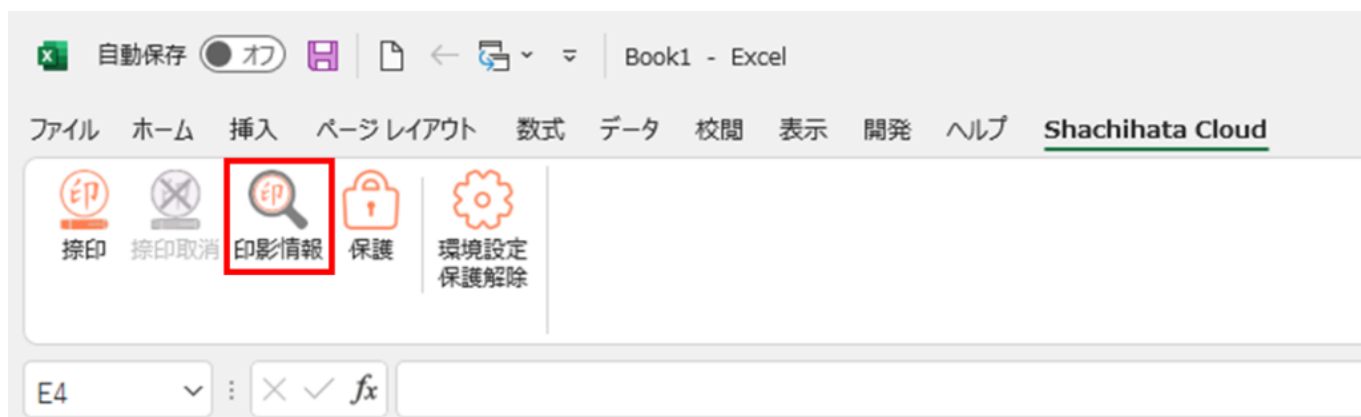 自動保存 オフ Book1 - Excel
ファイル ホーム 挿入 ページ レイアウト 数式 データ 校閲 表示 開発 ヘルプ Shachihata Cloud
印 印 印
捺印 捺印取消 印影情報 保護 環境設定
保護解除
E4 fx